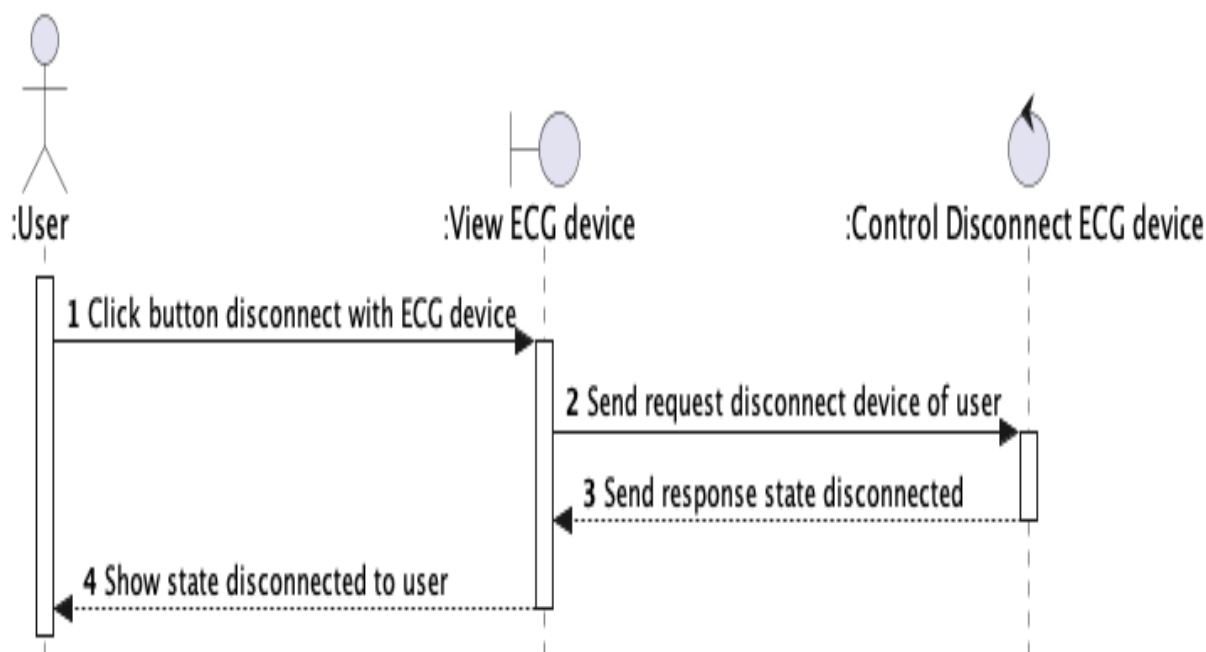 :User
:View ECG device
:Control Disconnect ECG device
1 Click button disconnect with ECG device
2 Send request disconnect device of user
3 Send response state disconnected
4 Show state disconnected to user